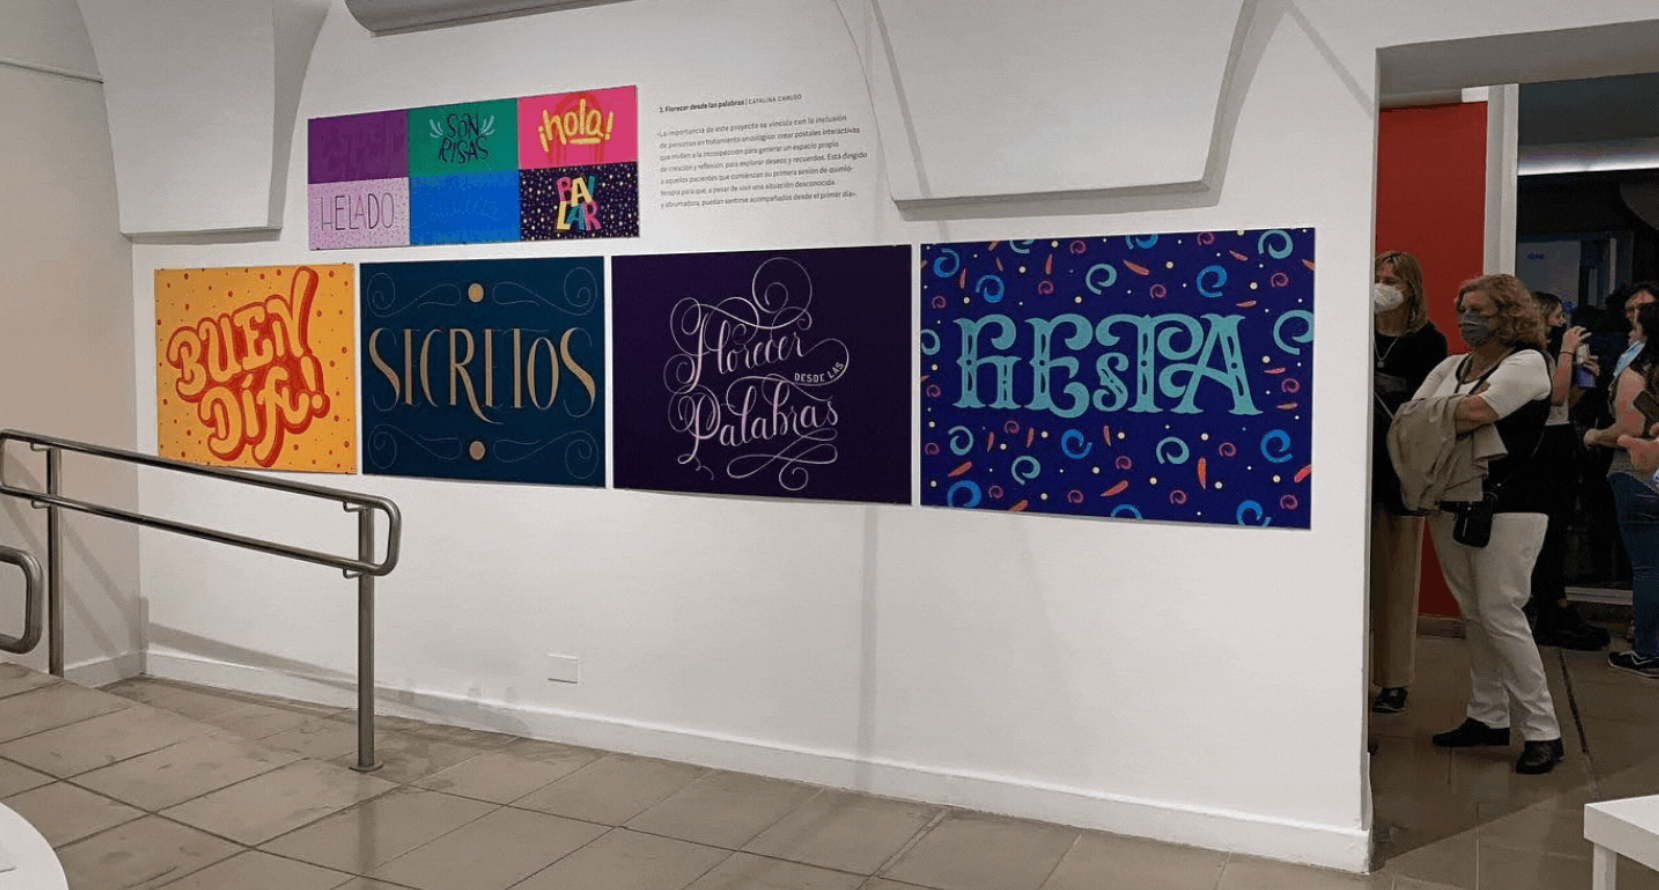 SON
RISAS
¡hola!
HELADO
BAI
LAR
3. Florecer desde las palabras | CATALINA CARUSO
«La importancia de este proyecto se vincula con la inclusión
de personas en tratamiento oncológico: crear postales interactivas
que inviten a la introspección para generar un espacio propio
de creación y reflexión, para explorar deseos y recuerdos. Está dirigido
a aquellos pacientes que comienzan su primera sesión de quimio-
terapia para que, a pesar de vivir una situación desconocida
y abrumadora, puedan sentirse acompañados desde el primer día».
BUEN
DÍA!
SECRETOS
Florecer
DESDE LAS
Palabras
FIESTA